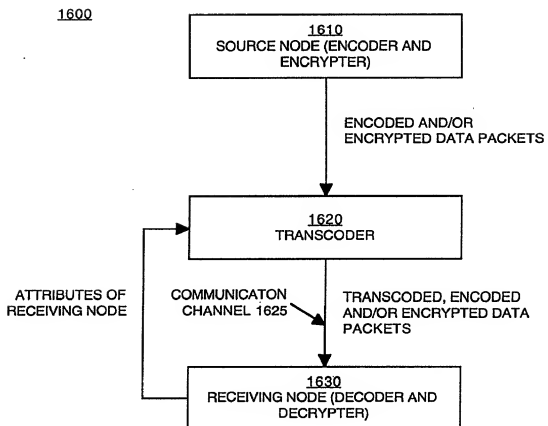 1600
1610
SOURCE NODE (ENCODER AND
ENCRYPTER)
ENCODED AND/OR
ENCRYPTED DATA PACKETS
1620
TRANSCODER
ATTRIBUTES OF
RECEIVING NODE
COMMUNICATON
CHANNEL 1625
TRANSCODED, ENCODED
AND/OR ENCRYPTED DATA
PACKETS
1630
RECEIVING NODE (DECODER AND
DECRYPTER)